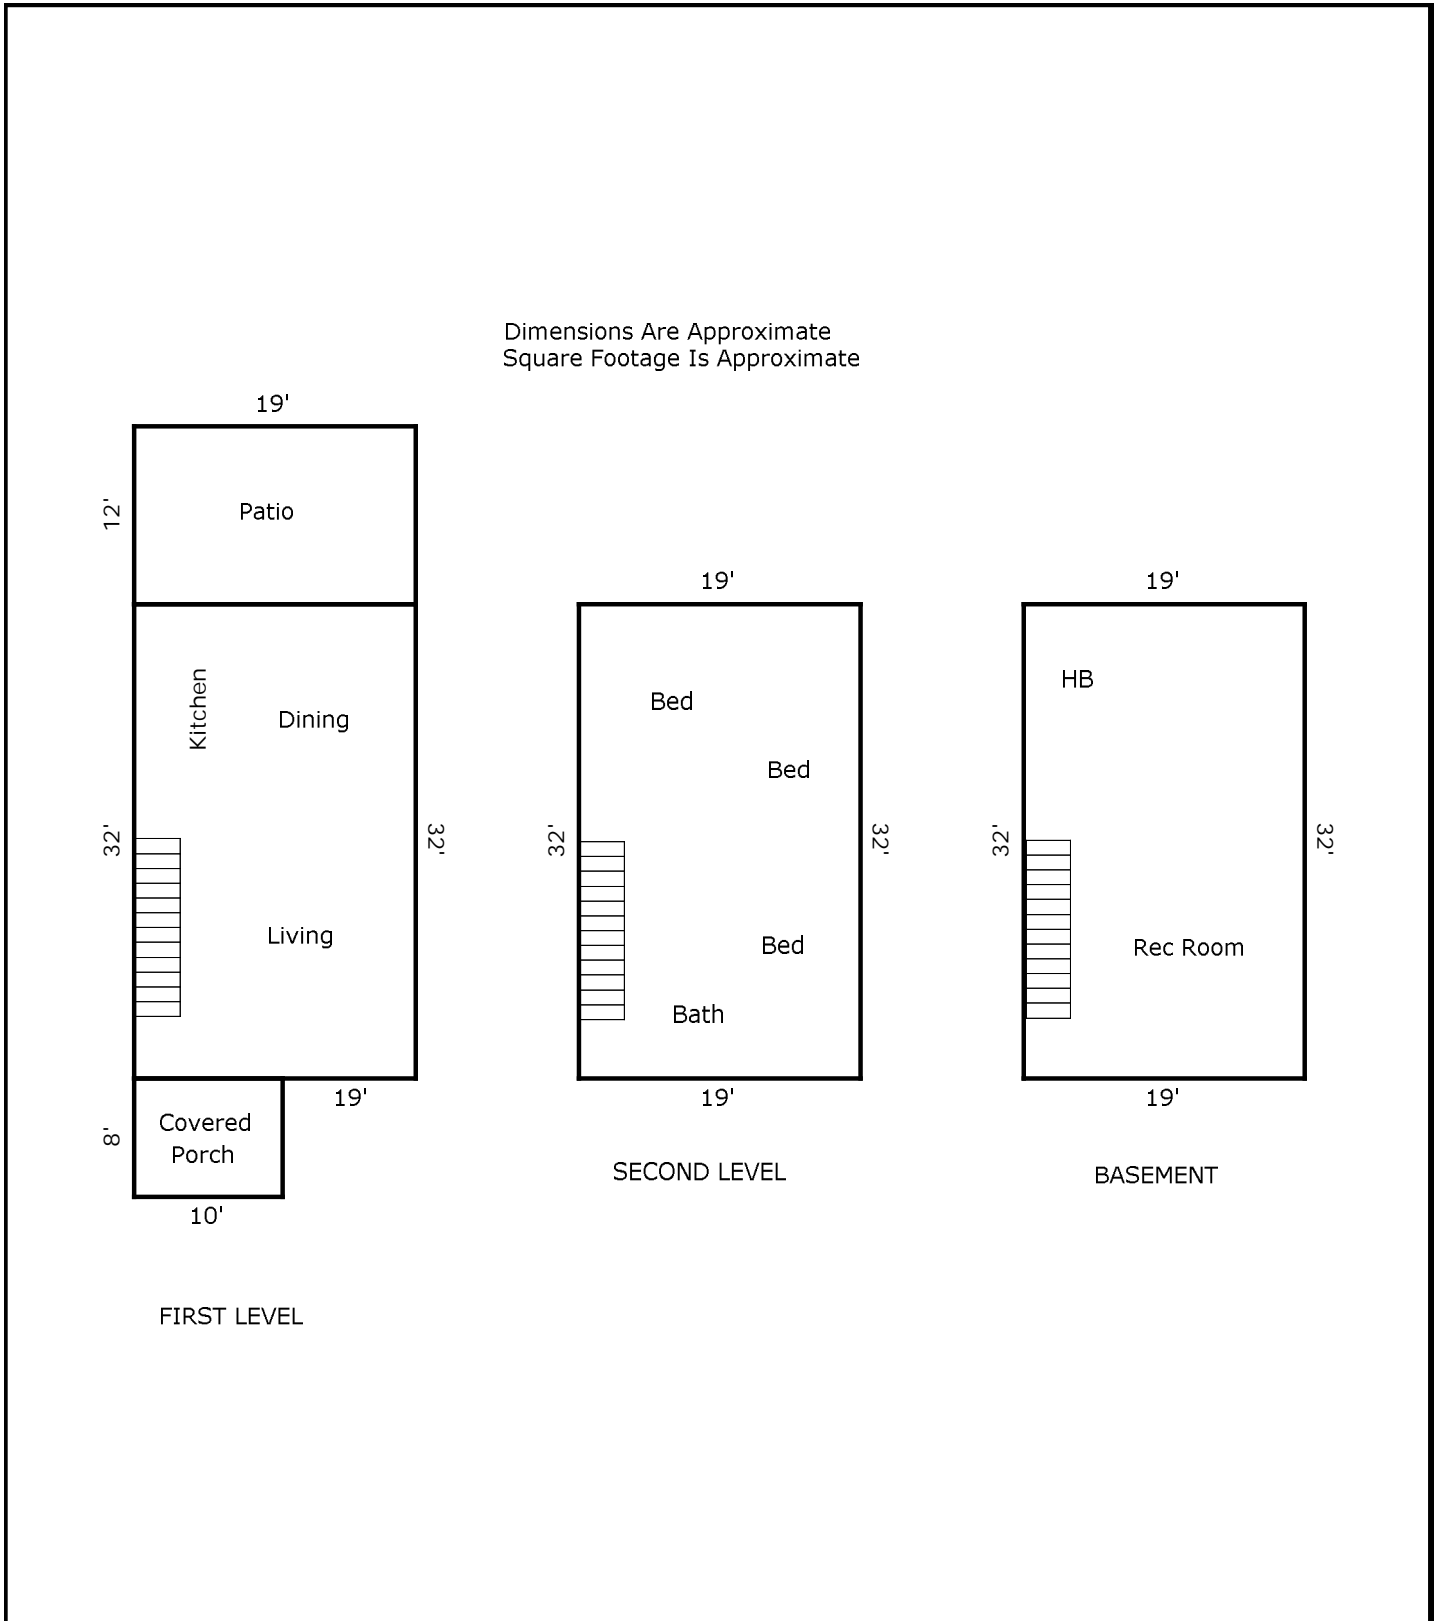 Dimensions Are Approximate
Square Footage Is Approximate
19'
12'
Patio
Kitchen
Dining
32'
32'
Living
19'
Covered
Porch
8'
10'
FIRST LEVEL
19'
Bed
Bed
32'
32'
Bed
Bath
19'
SECOND LEVEL
19'
HB
32'
32'
Rec Room
19'
BASEMENT